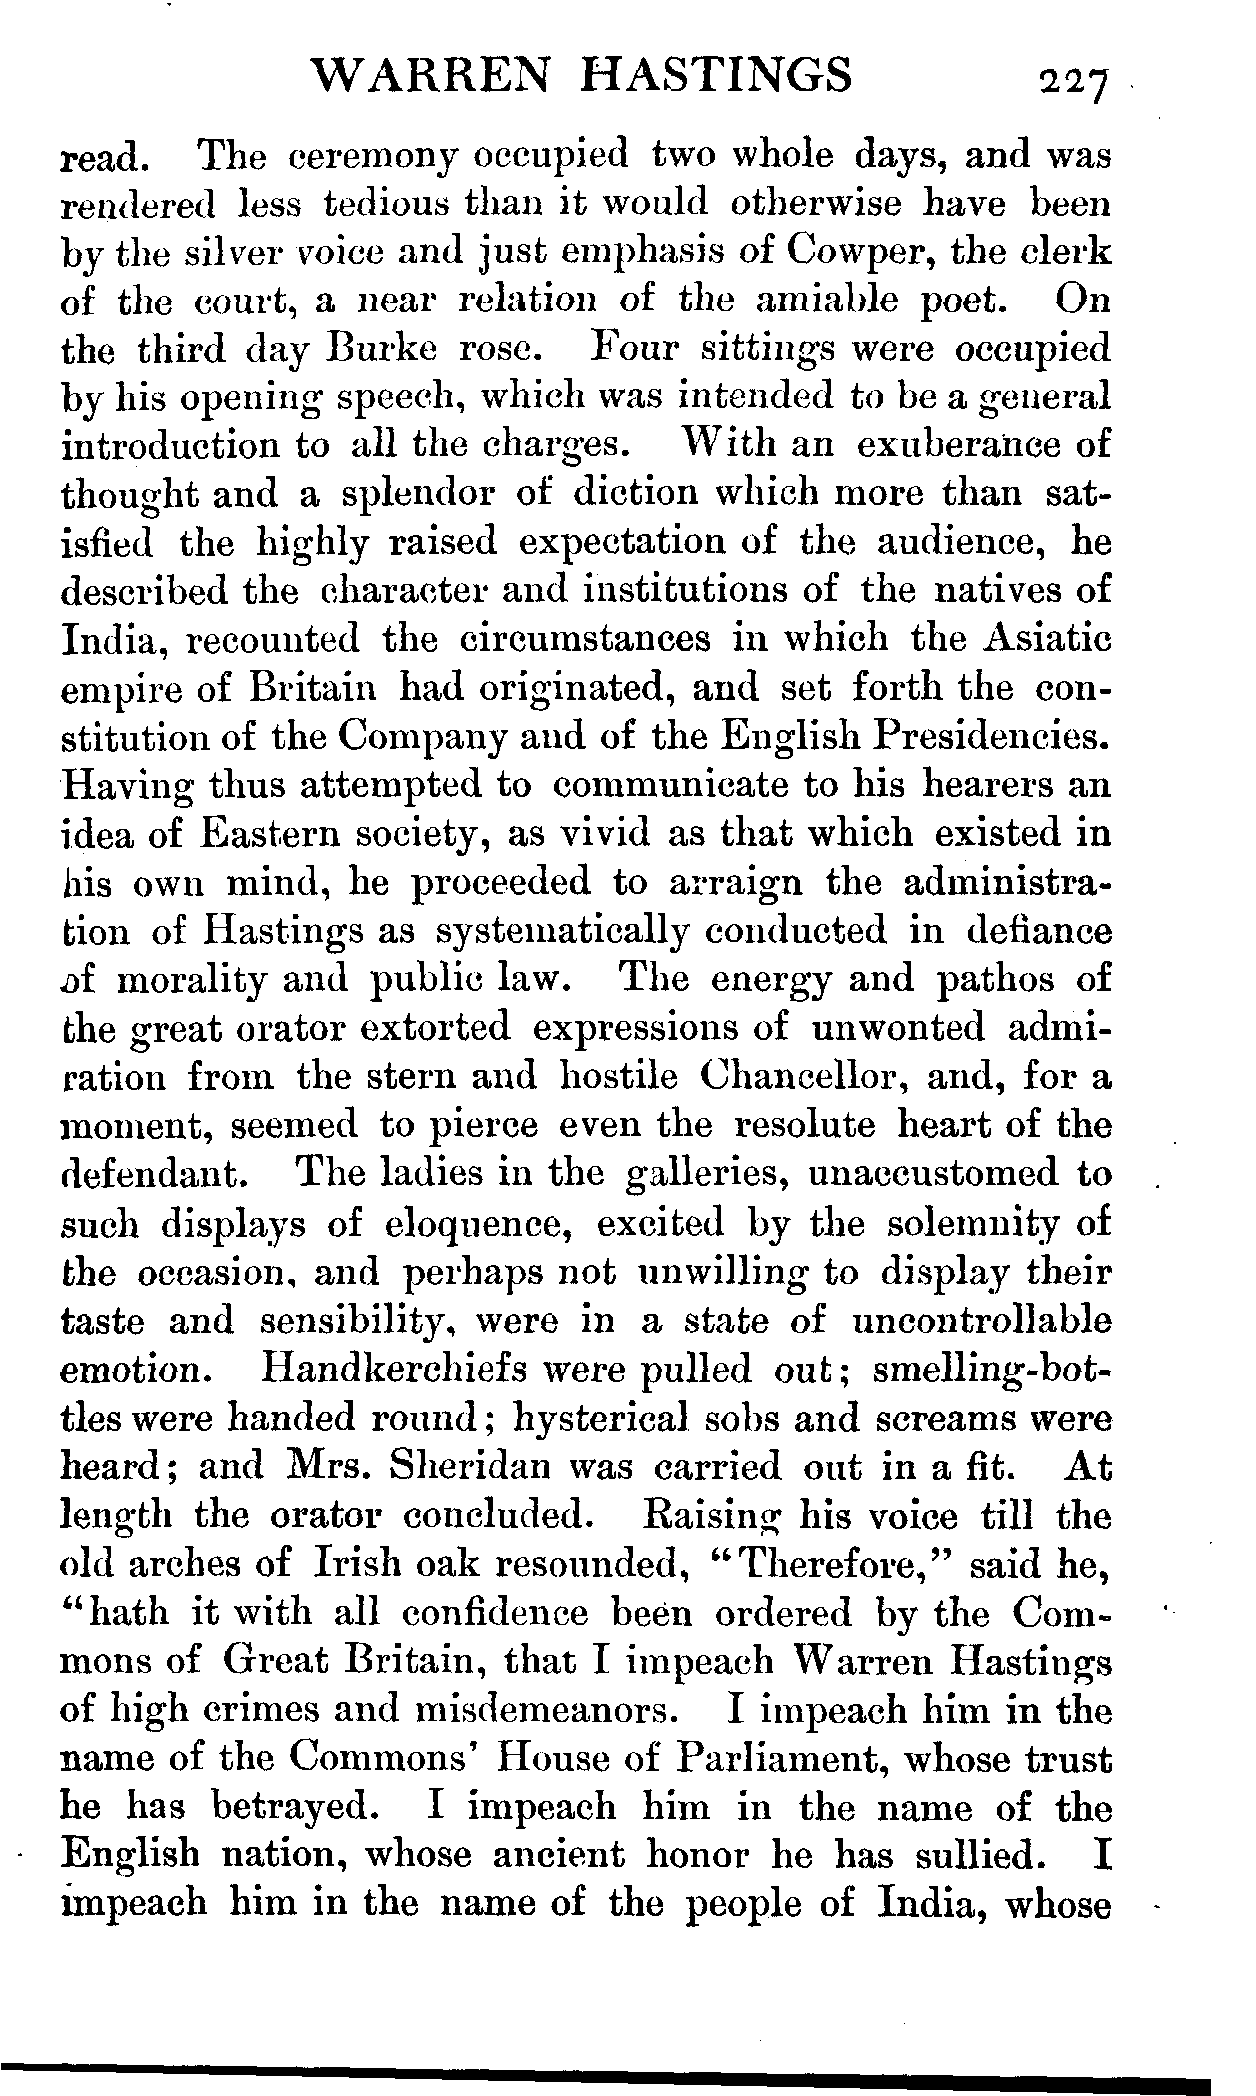 WARREN HASTINGS 227
read. The ceremony occupied two whole days, and was
rendered less tedious than it would otherwise have been
by the silver voice and just emphasis of Cowper, the clerk
of the court, a near relation of the amiable poet. On
the third day Burke rose. Four sittings were occupied
by his opening speech, which was intended to be a general
introduction to all the charges. With an exuberance of
thought and a splendor of diction which more than sat-
isfied the highly raised expectation of the audience, he
described the character and institutions of the natives of
India, recounted the circumstances in which the Asiatic
empire of Britain had originated, and set forth the con-
stitution of the Company and of the English Presidencies.
Having thus attempted to communicate to his hearers an
idea of Eastern society, as vivid as that which existed in
his own mind, he proceeded to arraign the administra-
tion of Hastings as systematically conducted in defiance
of morality and public law. The energy and pathos of
the great orator extorted expressions of unwonted admi-
ration from the stern and hostile Chancellor, and, for a
moment, seemed to pierce even the resolute heart of the
defendant. The ladies in the galleries, unaccustomed to
such displays of eloquence, excited by the solemnity of
the occasion, and perhaps not unwilling to display their
taste and sensibility, were in a state of uncontrollable
emotion. Handkerchiefs were pulled out; smelling-bot-
tles were handed round; hysterical sobs and screams were
heard; and Mrs. Sheridan was carried out in a fit. At
length the orator concluded. Raising his voice till the
old arches of Irish oak resounded, "Therefore," said he,
"hath it with all confidence been ordered by the Com-
mons of Great Britain, that I impeach Warren Hastings
of high crimes and misdemeanors. I impeach him in the
name of the Commons' House of Parliament, whose trust
he has betrayed. I impeach him in the name of the
English nation, whose ancient honor he has sullied. I
impeach him in the name of the people of India, whose